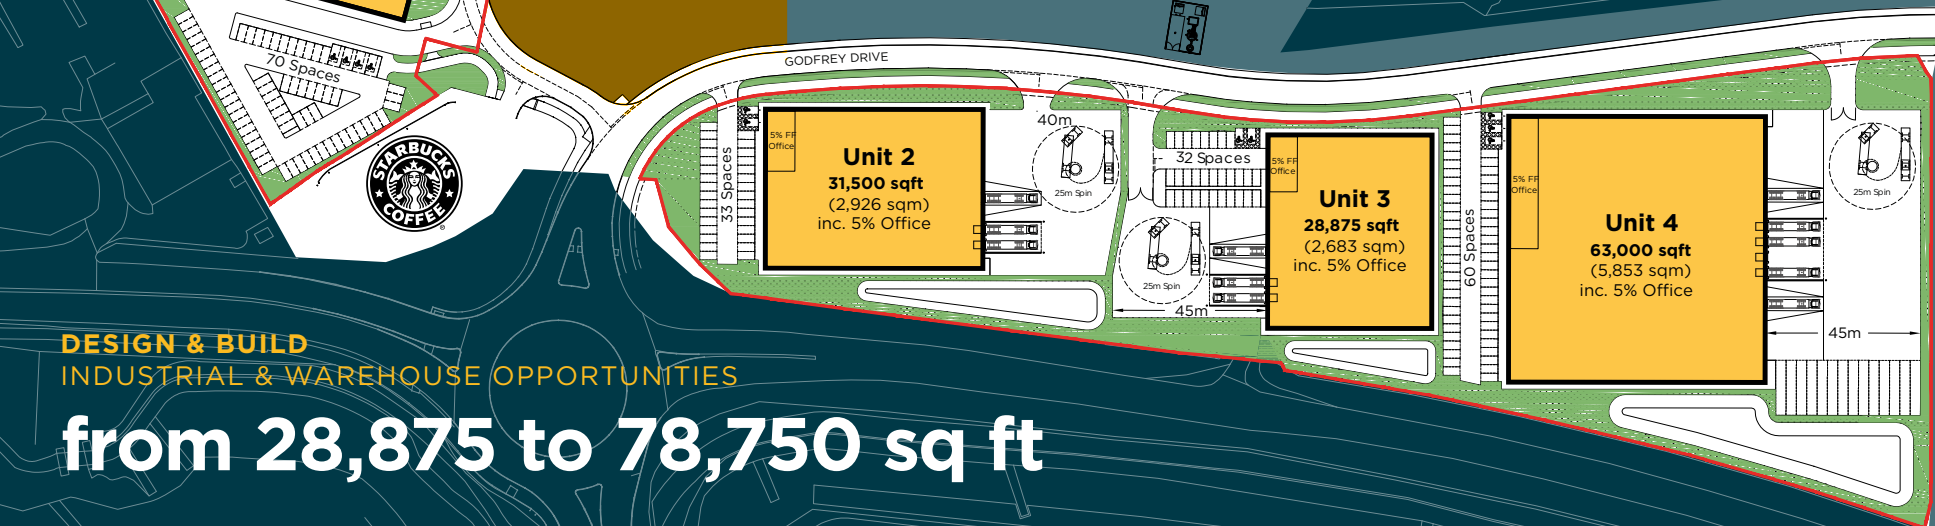 70 Spaces
STARBUCKS
COFFEE
®
GODFREY DRIVE
33 Spaces
5% FF
Office
Unit 2
31,500 sqft
(2,926 sqm)
inc. 5% Office
40m
25m Spin
32 Spaces
25m Spin
45m
5% FF
Office
Unit 3
28,875 sqft
(2,683 sqm)
inc. 5% Office
60 Spaces
5% FF
Office
Unit 4
63,000 sqft
(5,853 sqm)
inc. 5% Office
25m Spin
45m
DESIGN & BUILD
INDUSTRIAL & WAREHOUSE OPPORTUNITIES
from 28,875 to 78,750 sq ft